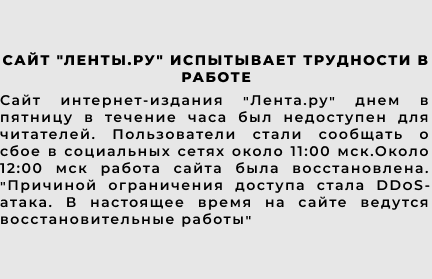 САЙТ "ЛЕНТЫ.РУ" ИСПЫТЫВАЕТ ТРУДНОСТИ В
РАБОТЕ
Сайт интернет-издания "Лента.ру" днем в
пятницу в течение часа был недоступен для
читателей. Пользователи стали сообщать о
сбое в социальных сетях около 11:00 мск.Около
12:00 мск работа сайта была восстановлена.
"Причиной ограничения доступа стала DDoS-
атака. В настоящее время на сайте ведутся
восстановительные работы"